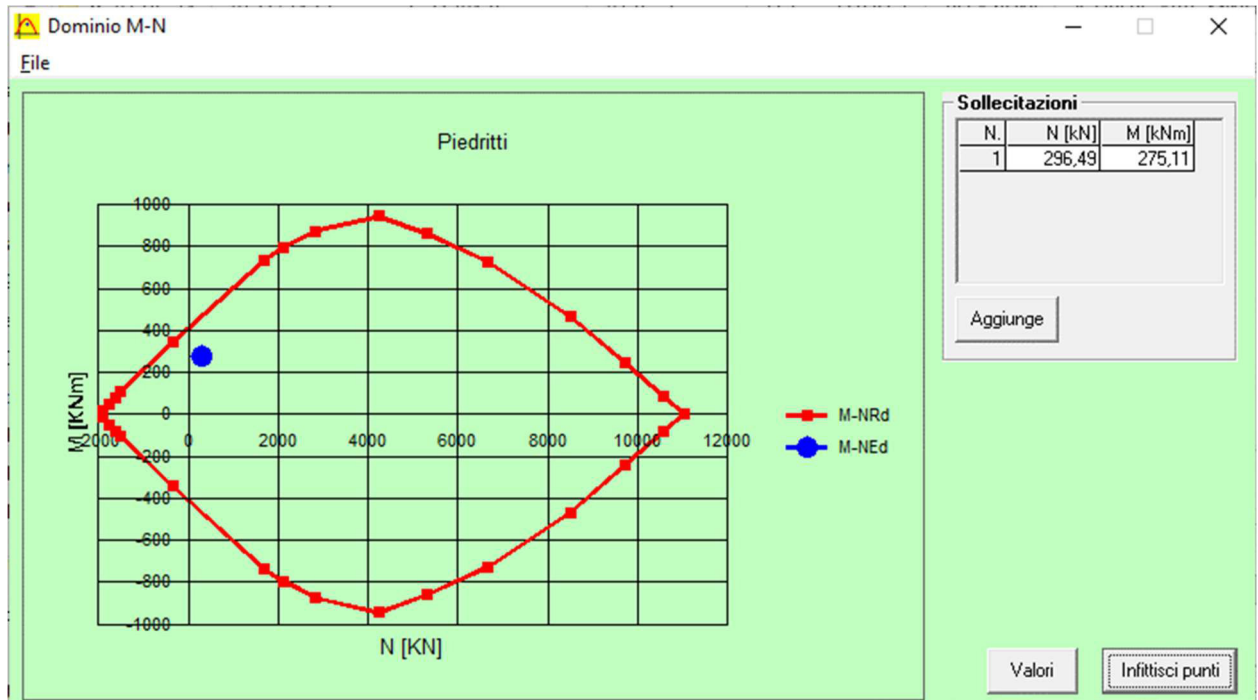 Dominio M-N
File
Piedritti
1000
800
600
400
200
0
-200
-400
-600
-800
-1000
M [KNm]
-2000 0 2000 4000 6000 8000 10000 12000
N [KN]
M-NRd
M-NEd
Sollecitazioni
N. N [kN] M [kNm]
1 296,49 275,11
Aggiunge
Valori
Infittisci punti